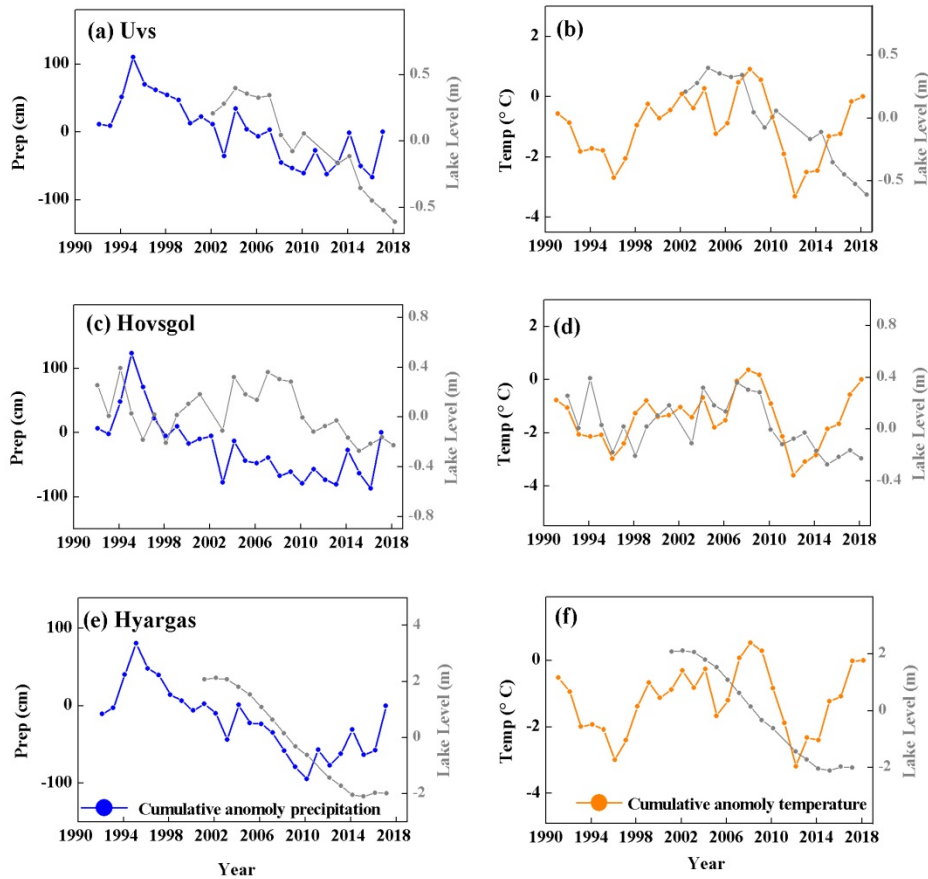 (a) Uvs
Prep (cm)
100
0
-100
0.5
0.0
-0.5
Lake Level (m)
1990 1994 1998 2002 2006 2010 2014 2018
(b)
Temp (° C)
2
0
-2
-4
0.4
0.0
-0.5
Lake Level (m)
1990 1994 1998 2002 2006 2010 2014 2018
(c) Hovsgol
Prep (cm)
100
0
-100
0.8
0.4
0.0
-0.4
-0.8
Lake Level (m)
1990 1994 1998 2002 2006 2010 2014 2018
(d)
Temp (° C)
2
0
-2
-4
0.8
0.4
0.0
-0.4
Lake Level (m)
1990 1994 1998 2002 2006 2010 2014 2018
(e) Hyargas
Prep (cm)
100
0
-100
4
2
0
-2
Lake Level (m)
Cumulative anomoly precipitation
1990 1994 1998 2002 2006 2010 2014 2018
Year
(f)
Temp (° C)
0
-2
-4
2
0
-2
Lake Level (m)
Cumulative anomoly temperature
1990 1994 1998 2002 2006 2010 2014 2018
Year